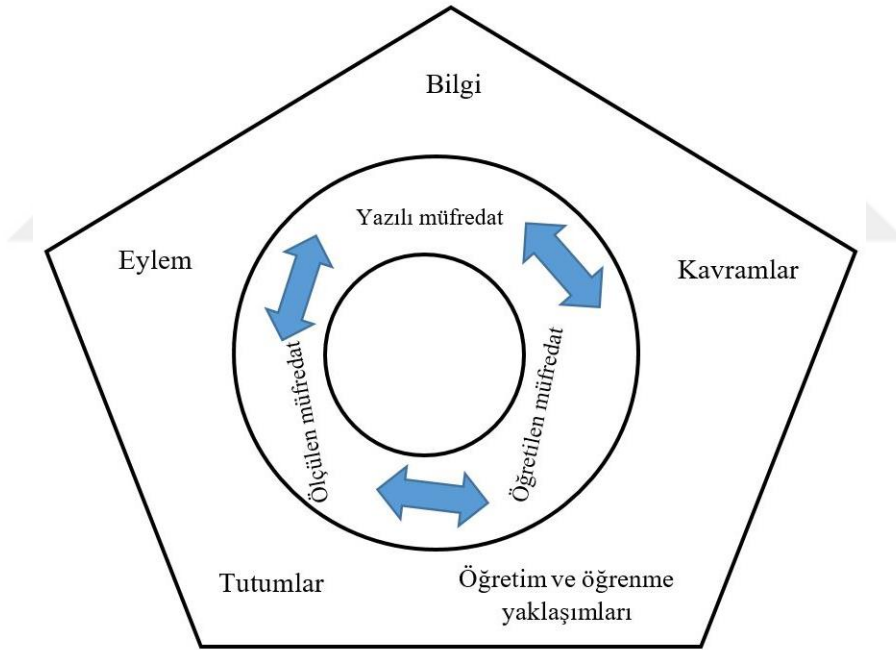 Bilgi
Yazılı müfredat
Eylem
Kavramlar
Ölçülen müfredat
Öğretilen müfredat
Tutumlar
Öğretim ve öğrenme
yaklaşımları